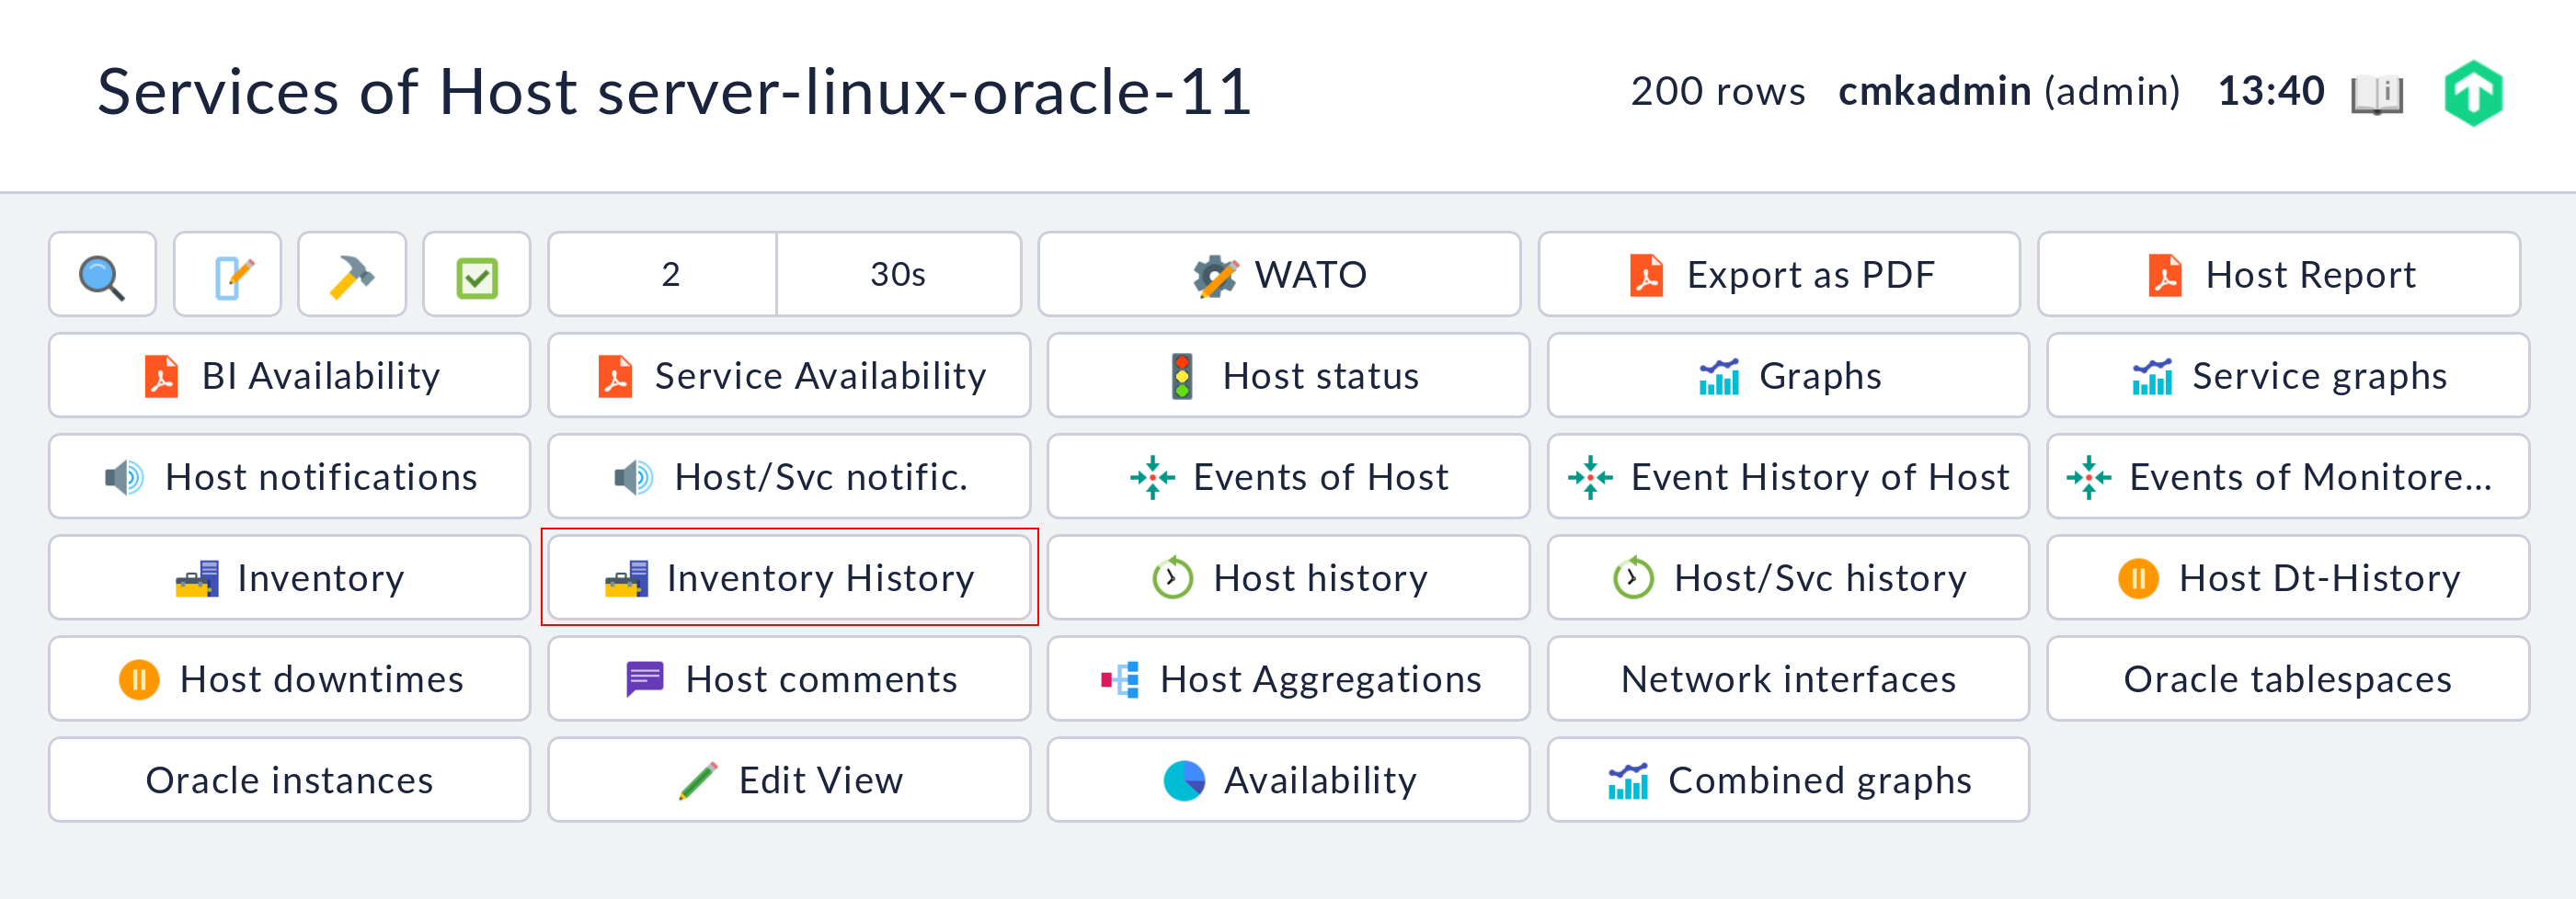 Services of Host server-linux-oracle-11 200 rows cmkadmin (admin) 13:40
2 30s WATO Export as PDF Host Report
BI Availability Service Availability Host status Graphs Service graphs
Host notifications Host/Svc notific. Events of Host Event History of Host Events of Monitore...
Inventory Inventory History Host history Host/Svc history Host Dt-History
Host downtimes Host comments Host Aggregations Network interfaces Oracle tablespaces
Oracle instances Edit View Availability Combined graphs